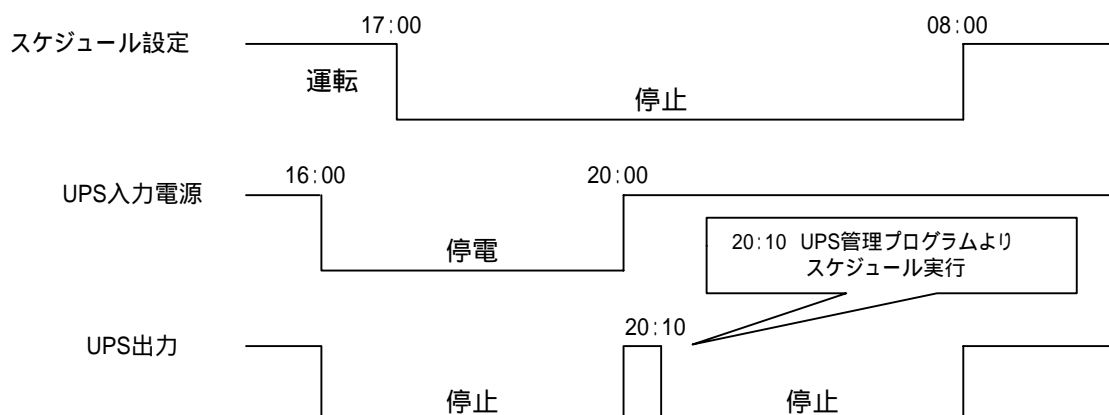 17:00
08:00
スケジュール設定
運転
停止
16:00
20:00
UPS入力電源
停電
20:10 UPS管理プログラムより
スケジュール実行
20:10
UPS出力
停止
停止